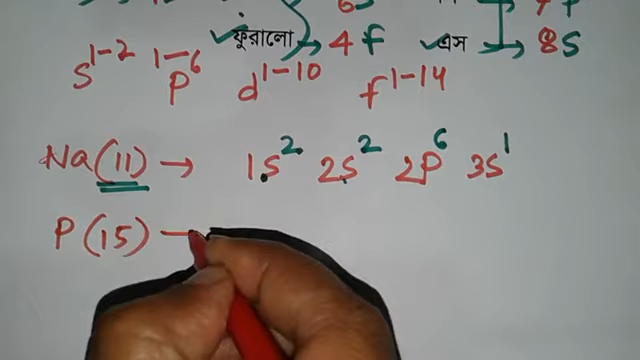 ফুরালো → 4f ✓এস → 8s
s¹⁻² p¹⁻⁶ d¹⁻¹⁰ f¹⁻¹⁴
Na(11) → 1s² 2s² 2p⁶ 3s¹
P(15) —